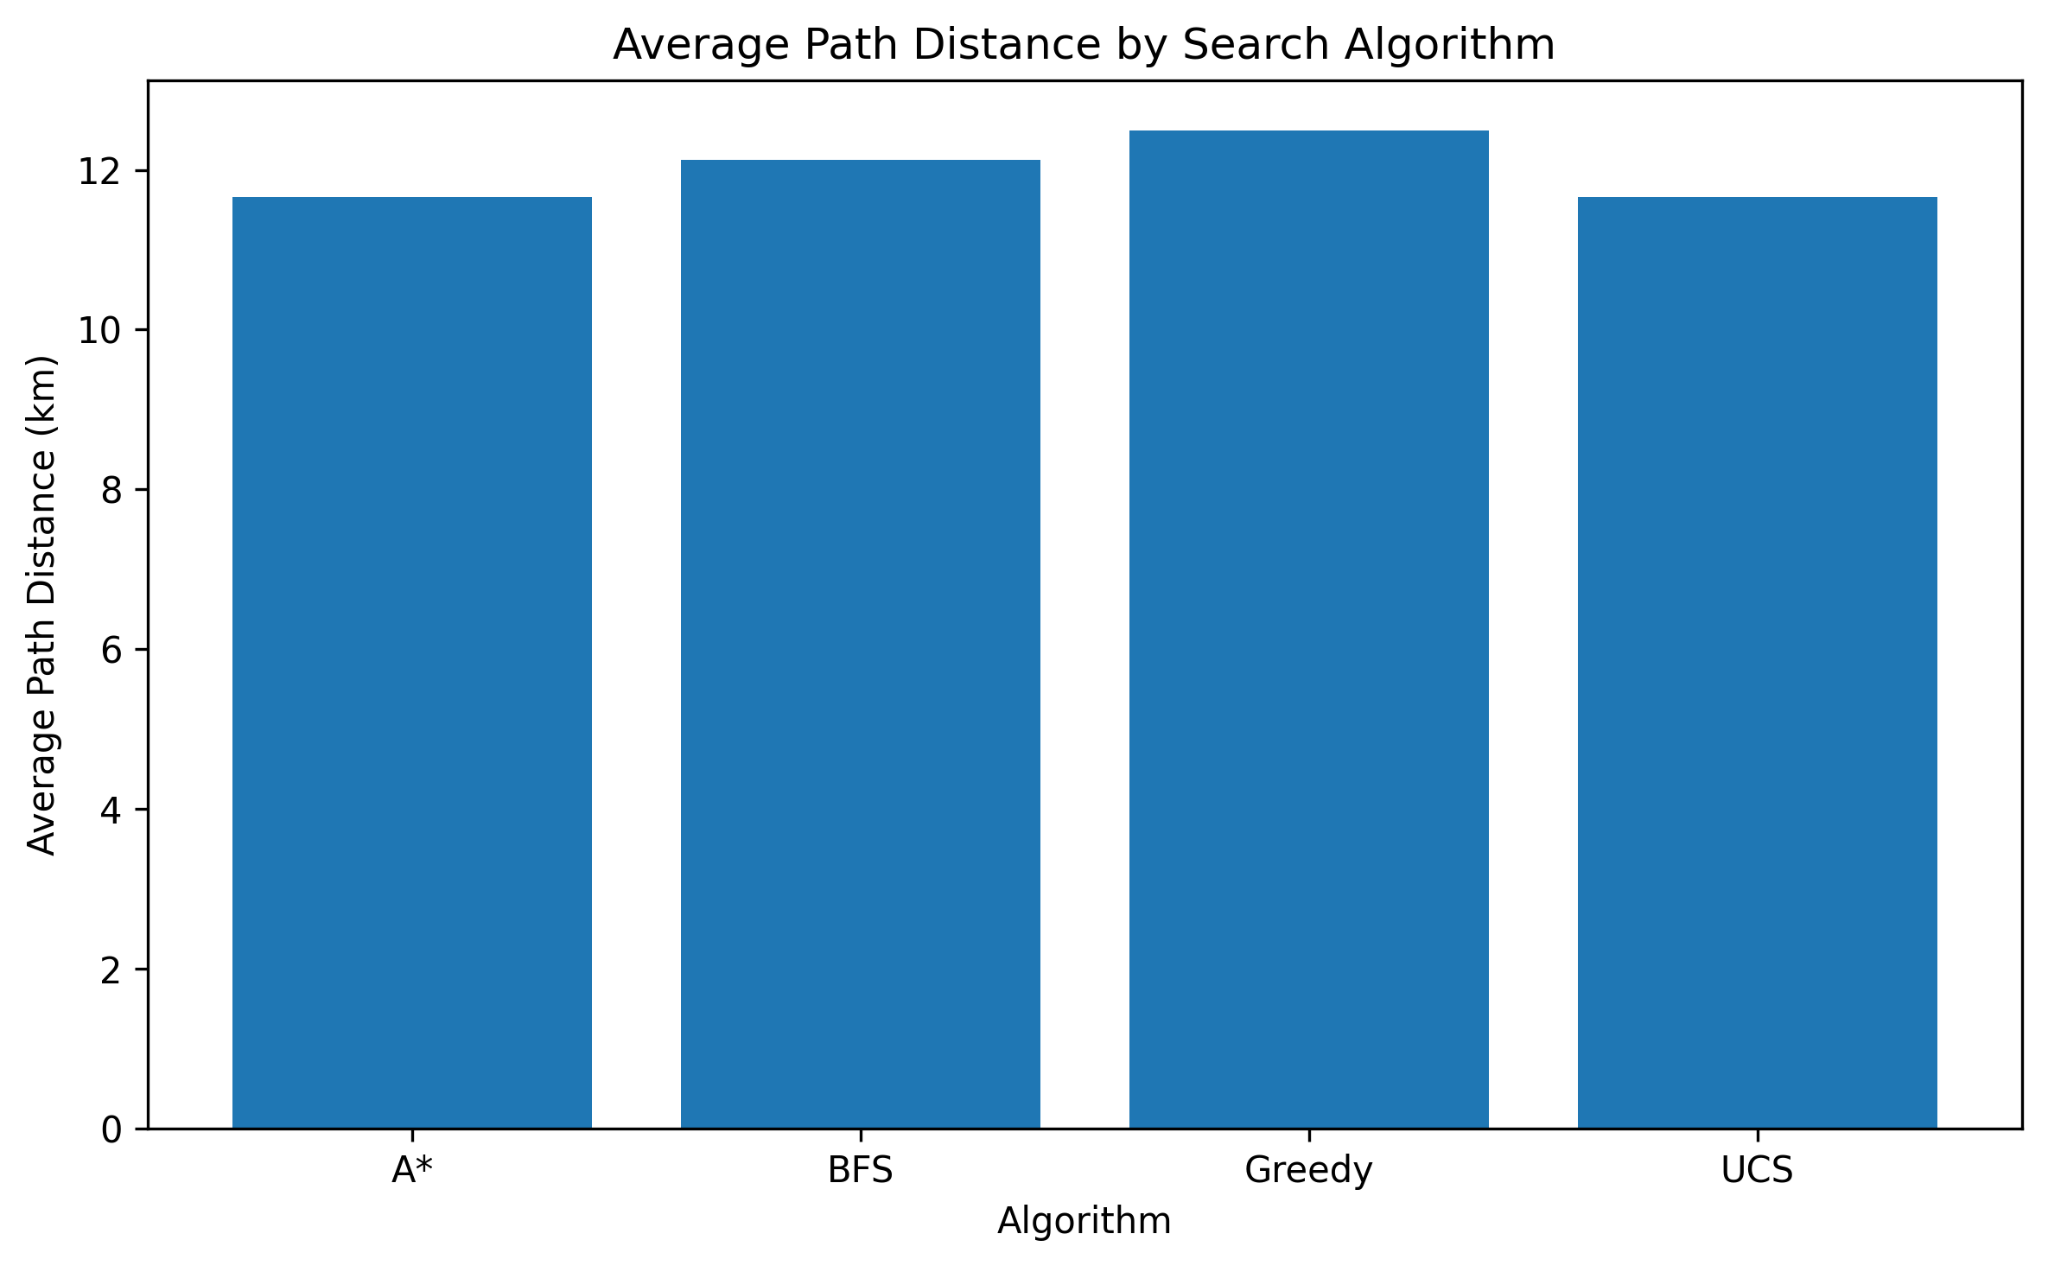 Average Path Distance by Search Algorithm
Average Path Distance (km)
12
10
8
6
4
2
0
A*
BFS
Greedy
UCS
Algorithm